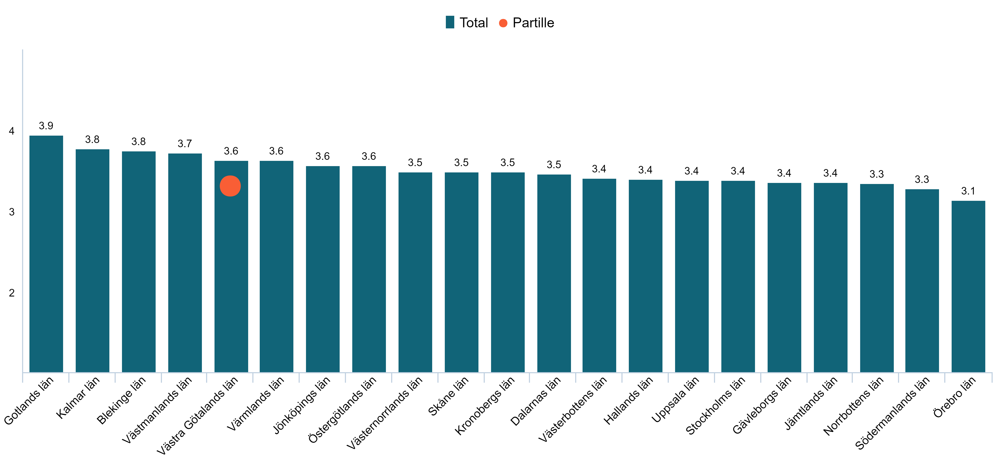 Total Partille
4
3
2
3.9 3.8 3.8 3.7 3.6 3.6 3.6 3.6 3.5 3.5 3.5 3.5 3.4 3.4 3.4 3.4 3.4 3.4 3.3 3.3 3.1
Gotlands län
Kalmar län
Blekinge län
Västmanlands län
Västra Götalands län
Värmlands län
Jönköpings län
Östergötlands län
Västernorrlands län
Skåne län
Kronobergs län
Dalarnas län
Västerbottens län
Hallands län
Uppsala län
Stockholms län
Gävleborgs län
Jämtlands län
Norrbottens län
Södermanlands län
Örebro län